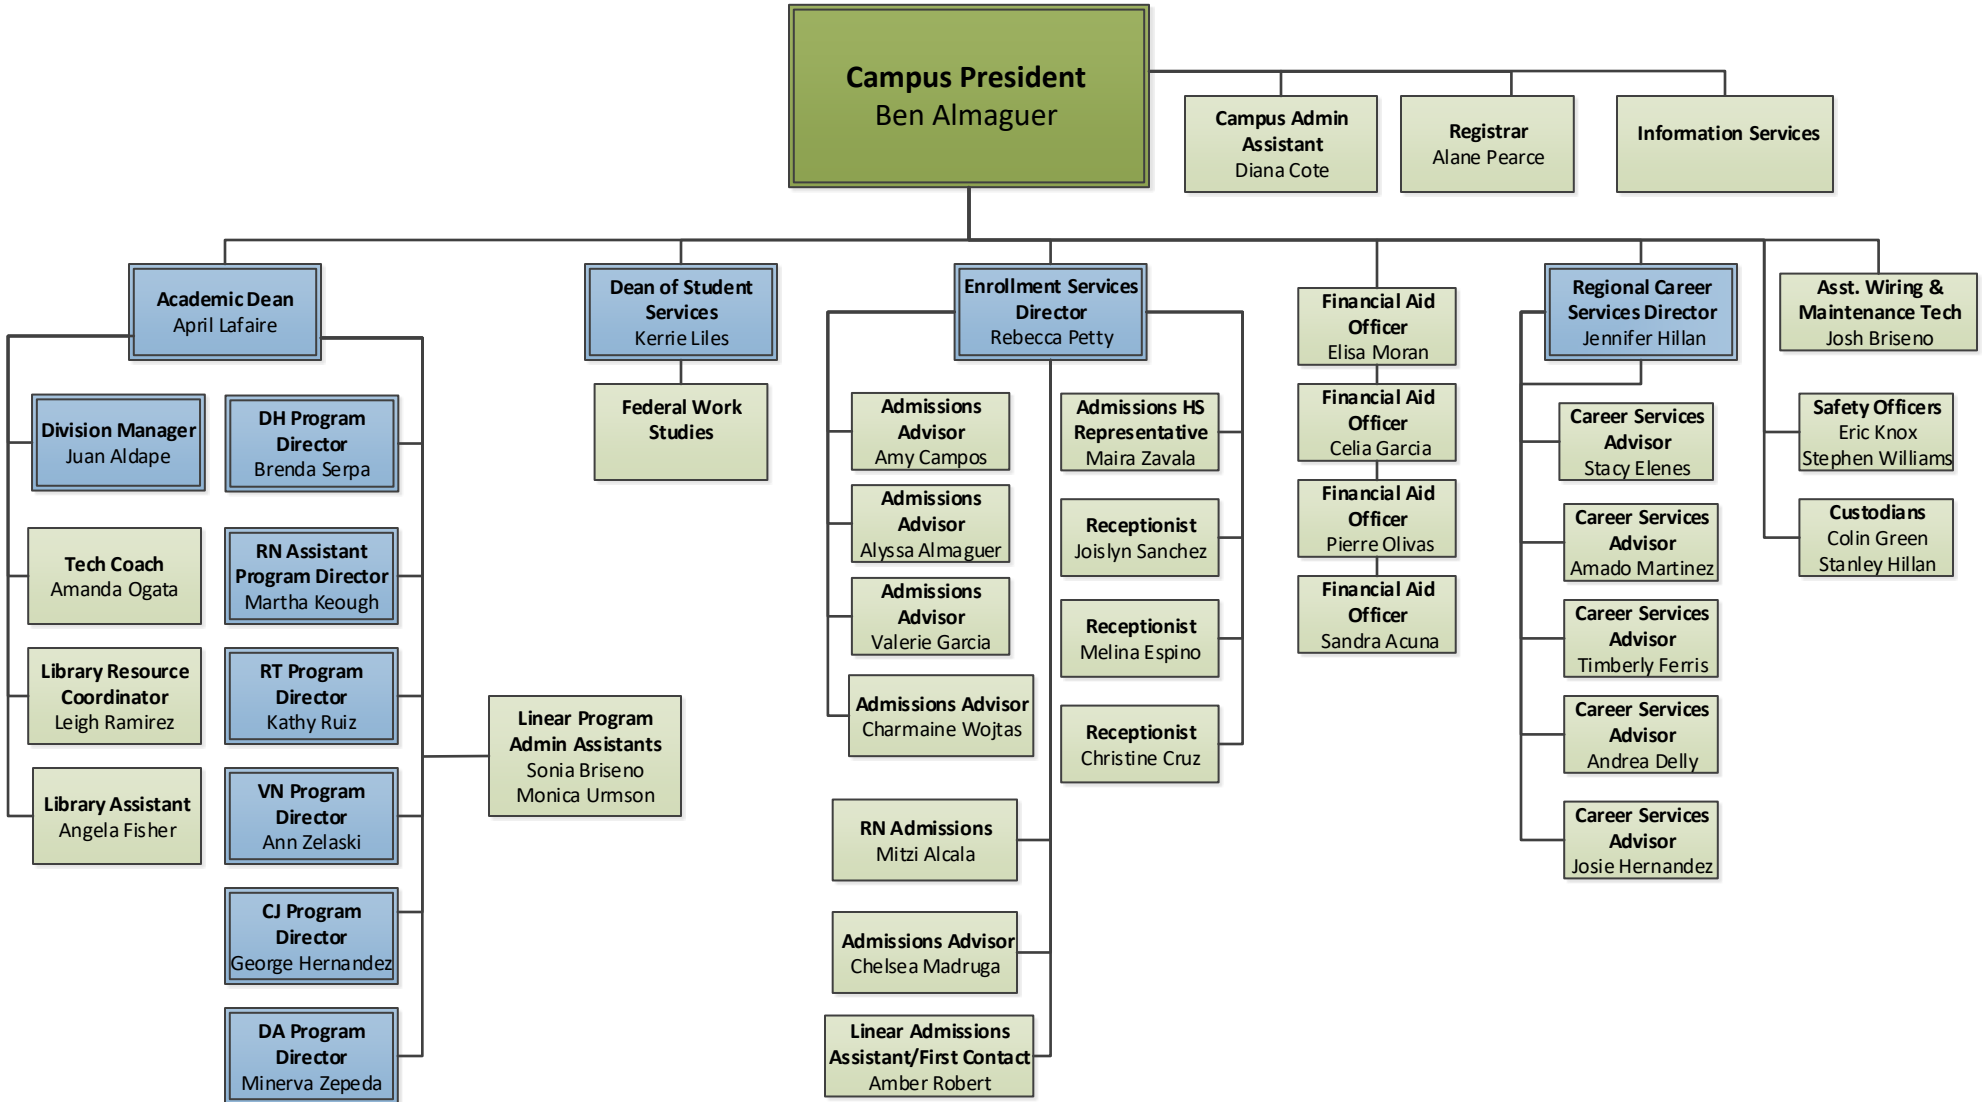 Campus President
Ben Almaguer
Campus Admin
Assistant
Diana Cote
Registrar
Alane Pearce
Information Services
Academic Dean
April Lafaire
Dean of Student
Services
Kerrie Liles
Enrollment Services
Director
Rebecca Petty
Financial Aid
Officer
Elisa Moran
Regional Career
Services Director
Jennifer Hillan
Asst. Wiring &
Maintenance Tech
Josh Briseno
Division Manager
Juan Aldape
Tech Coach
Amanda Ogata
Library Resource
Coordinator
Leigh Ramirez
Library Assistant
Angela Fisher
DH Program
Director
Brenda Serpa
RN Assistant
Program Director
Martha Keough
RT Program
Director
Kathy Ruiz
VN Program
Director
Ann Zelaski
CJ Program
Director
George Hernandez
DA Program
Director
Minerva Zepeda
Linear Program
Admin Assistants
Sonia Briseno
Monica Urmson
Federal Work
Studies
Admissions
Advisor
Amy Campos
Admissions
Advisor
Alyssa Almaguer
Admissions
Advisor
Valerie Garcia
Admissions Advisor
Charmaine Wojtas
RN Admissions
Mitzi Alcala
Admissions Advisor
Chelsea Madruga
Linear Admissions
Assistant/First Contact
Amber Robert
Admissions HS
Representative
Maira Zavala
Receptionist
Joislyn Sanchez
Receptionist
Melina Espino
Receptionist
Christine Cruz
Financial Aid
Officer
Celia Garcia
Financial Aid
Officer
Pierre Olivas
Financial Aid
Officer
Sandra Acuna
Career Services
Advisor
Stacy Elenes
Career Services
Advisor
Amado Martinez
Career Services
Advisor
Timberly Ferris
Career Services
Advisor
Andrea Delly
Career Services
Advisor
Josie Hernandez
Safety Officers
Eric Knox
Stephen Williams
Custodians
Colin Green
Stanley Hillan